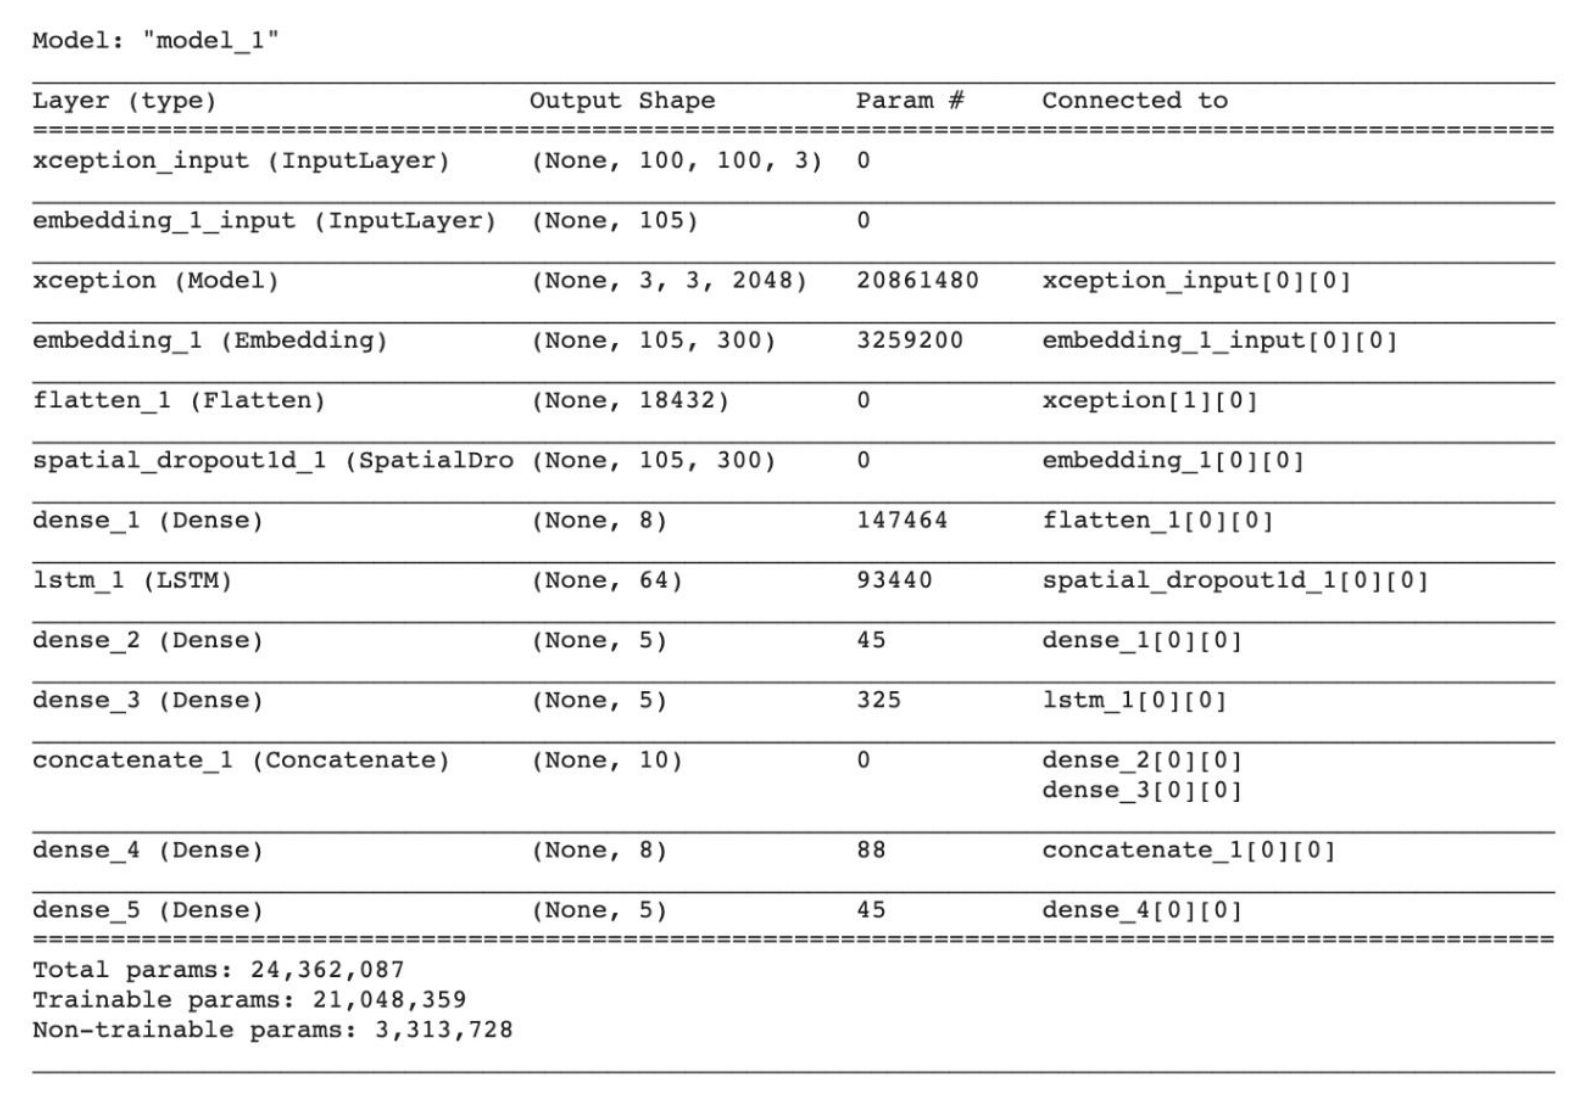 Model: "model_1"
Layer (type) Output Shape Param # Connected to
xception_input (InputLayer) (None, 100, 100, 3) 0
embedding_1_input (InputLayer) (None, 105) 0
xception (Model) (None, 3, 3, 2048) 20861480 xception_input[0][0]
embedding_1 (Embedding) (None, 105, 300) 3259200 embedding_1_input[0][0]
flatten_1 (Flatten) (None, 18432) 0 xception[1][0]
spatial_dropout1d_1 (SpatialDro (None, 105, 300) 0 embedding_1[0][0]
dense_1 (Dense) (None, 8) 147464 flatten_1[0][0]
lstm_1 (LSTM) (None, 64) 93440 spatial_dropout1d_1[0][0]
dense_2 (Dense) (None, 5) 45 dense_1[0][0]
dense_3 (Dense) (None, 5) 325 lstm_1[0][0]
concatenate_1 (Concatenate) (None, 10) 0 dense_2[0][0]
dense_3[0][0]
dense_4 (Dense) (None, 8) 88 concatenate_1[0][0]
dense_5 (Dense) (None, 5) 45 dense_4[0][0]
Total params: 24,362,087
Trainable params: 21,048,359
Non-trainable params: 3,313,728